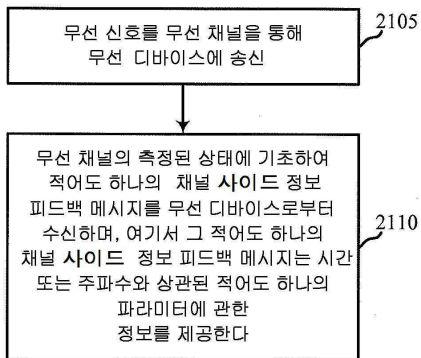 무선 신호를 무선 채널을 통해
무선 디바이스에 송신
2105
무선 채널의 측정된 상태에 기초하여
적어도 하나의 채널 사이드 정보
피드백 메시지를 무선 디바이스로부터
수신하며, 여기서 그 적어도 하나의
채널 사이드 정보 피드백 메시지는 시간
또는 주파수와 상관된 적어도 하나의
파라미터에 관한
정보를 제공한다
2110